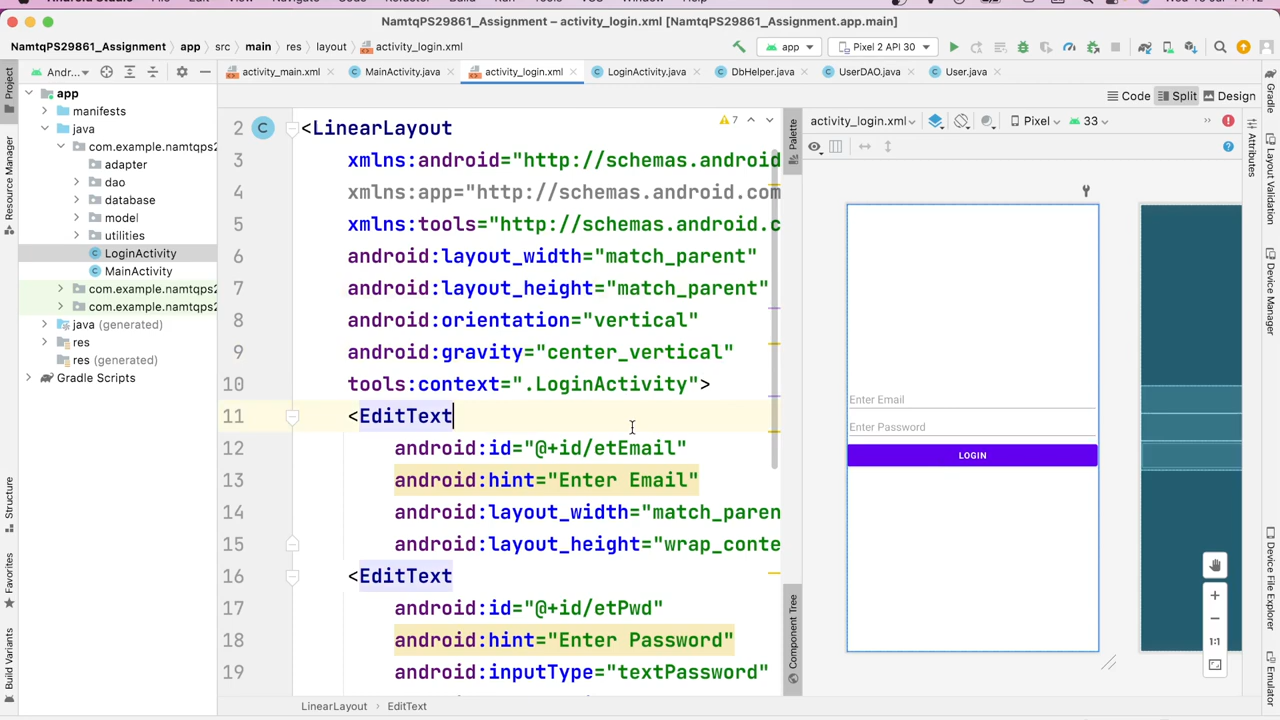 NamtqPS29861_Assignment – activity_login.xml [NamtqPS29861_Assignment.app.main]
NamtqPS29861_Assignment app src main res layout activity_login.xml
app Pixel 2 API 30
Project
Andr...
activity_main.xml MainActivity.java activity_login.xml LoginActivity.java DbHelper.java UserDAO.java User.java
Code Split Design
app
manifests
java
com.example.namtqps2
adapter
dao
database
model
utilities
LoginActivity
MainActivity
com.example.namtqps2
com.example.namtqps2
java (generated)
res
res (generated)
Gradle Scripts
Resource Manager
Structure
Favorites
Build Variants
7
2 <LinearLayout
3 xmlns:android="http://schemas.android
4 xmlns:app="http://schemas.android.com
5 xmlns:tools="http://schemas.android.c
6 android:layout_width="match_parent"
7 android:layout_height="match_parent"
8 android:orientation="vertical"
9 android:gravity="center_vertical"
10 tools:context=".LoginActivity">
11 <EditText
12 android:id="@+id/etEmail"
13 android:hint="Enter Email"
14 android:layout_width="match_paren
15 android:layout_height="wrap_conte
16 <EditText
17 android:id="@+id/etPwd"
18 android:hint="Enter Password"
19 android:inputType="textPassword"
LinearLayout EditText
Palette
Component Tree
activity_login.xml Pixel 33
Enter Email
Enter Password
LOGIN
1:1
Attributes
Gradle
Layout Validation
Device Manager
Device File Explorer
Emulator